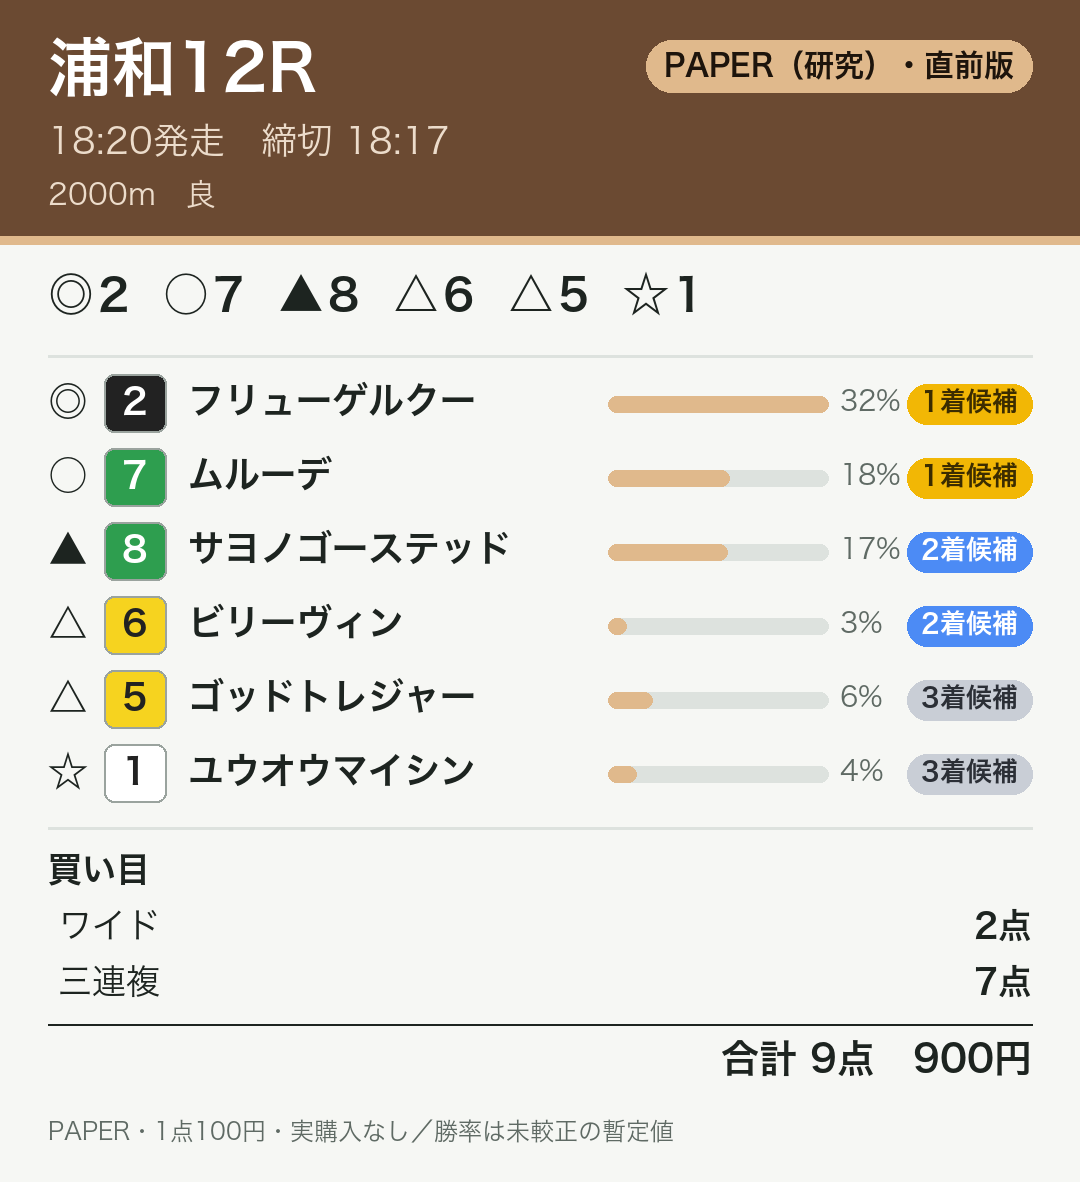 浦和12R
PAPER（研究）・直前版
18:20発走　締切 18:17
2000m　良
◎2 ○7 ▲8 △6 △5 ☆1
◎ 2 フリューゲルクー 32% 1着候補
○ 7 ムルーデ 18% 1着候補
▲ 8 サヨノゴーステッド 17% 2着候補
△ 6 ビリーヴィン 3% 2着候補
△ 5 ゴッドトレジャー 6% 3着候補
☆ 1 ユウオウマイシン 4% 3着候補
買い目
ワイド 2点
三連複 7点
合計 9点　900円
PAPER・1点100円・実購入なし／勝率は未較正の暫定値